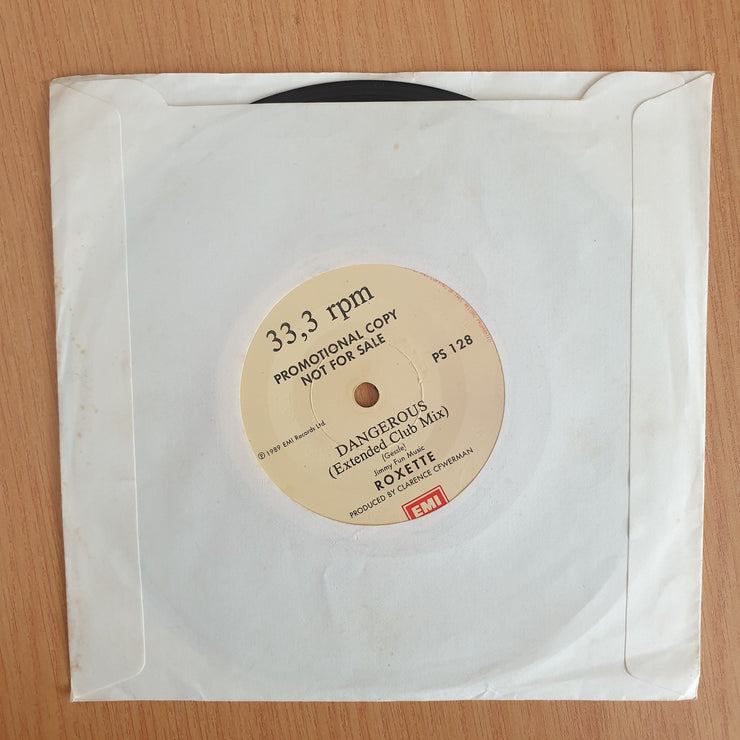 33,3 rpm
PROMOTIONAL COPY
NOT FOR SALE
PS 128
℗ 1989 EMI Records Ltd.
DANGEROUS
(Extended Club Mix)
(Gessle)
Jimmy Fun Music
ROXETTE
PRODUCED BY CLARENCE CFWERMAN
EMI